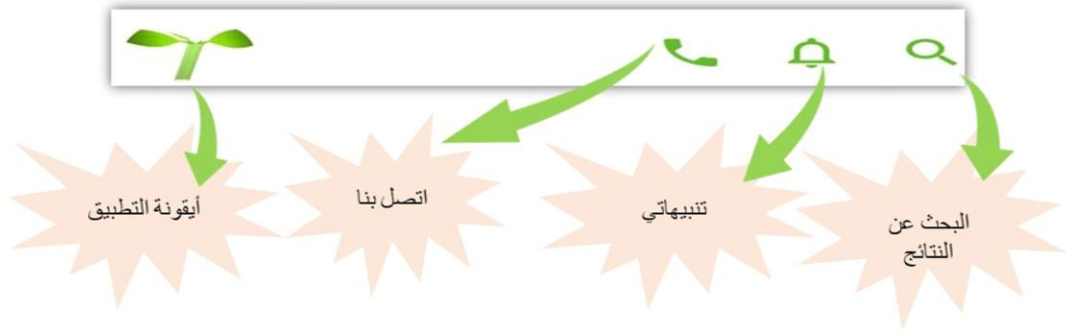 البحث عن
النتائج
تنبيهاتي
اتصل بنا
أيقونة التطبيق